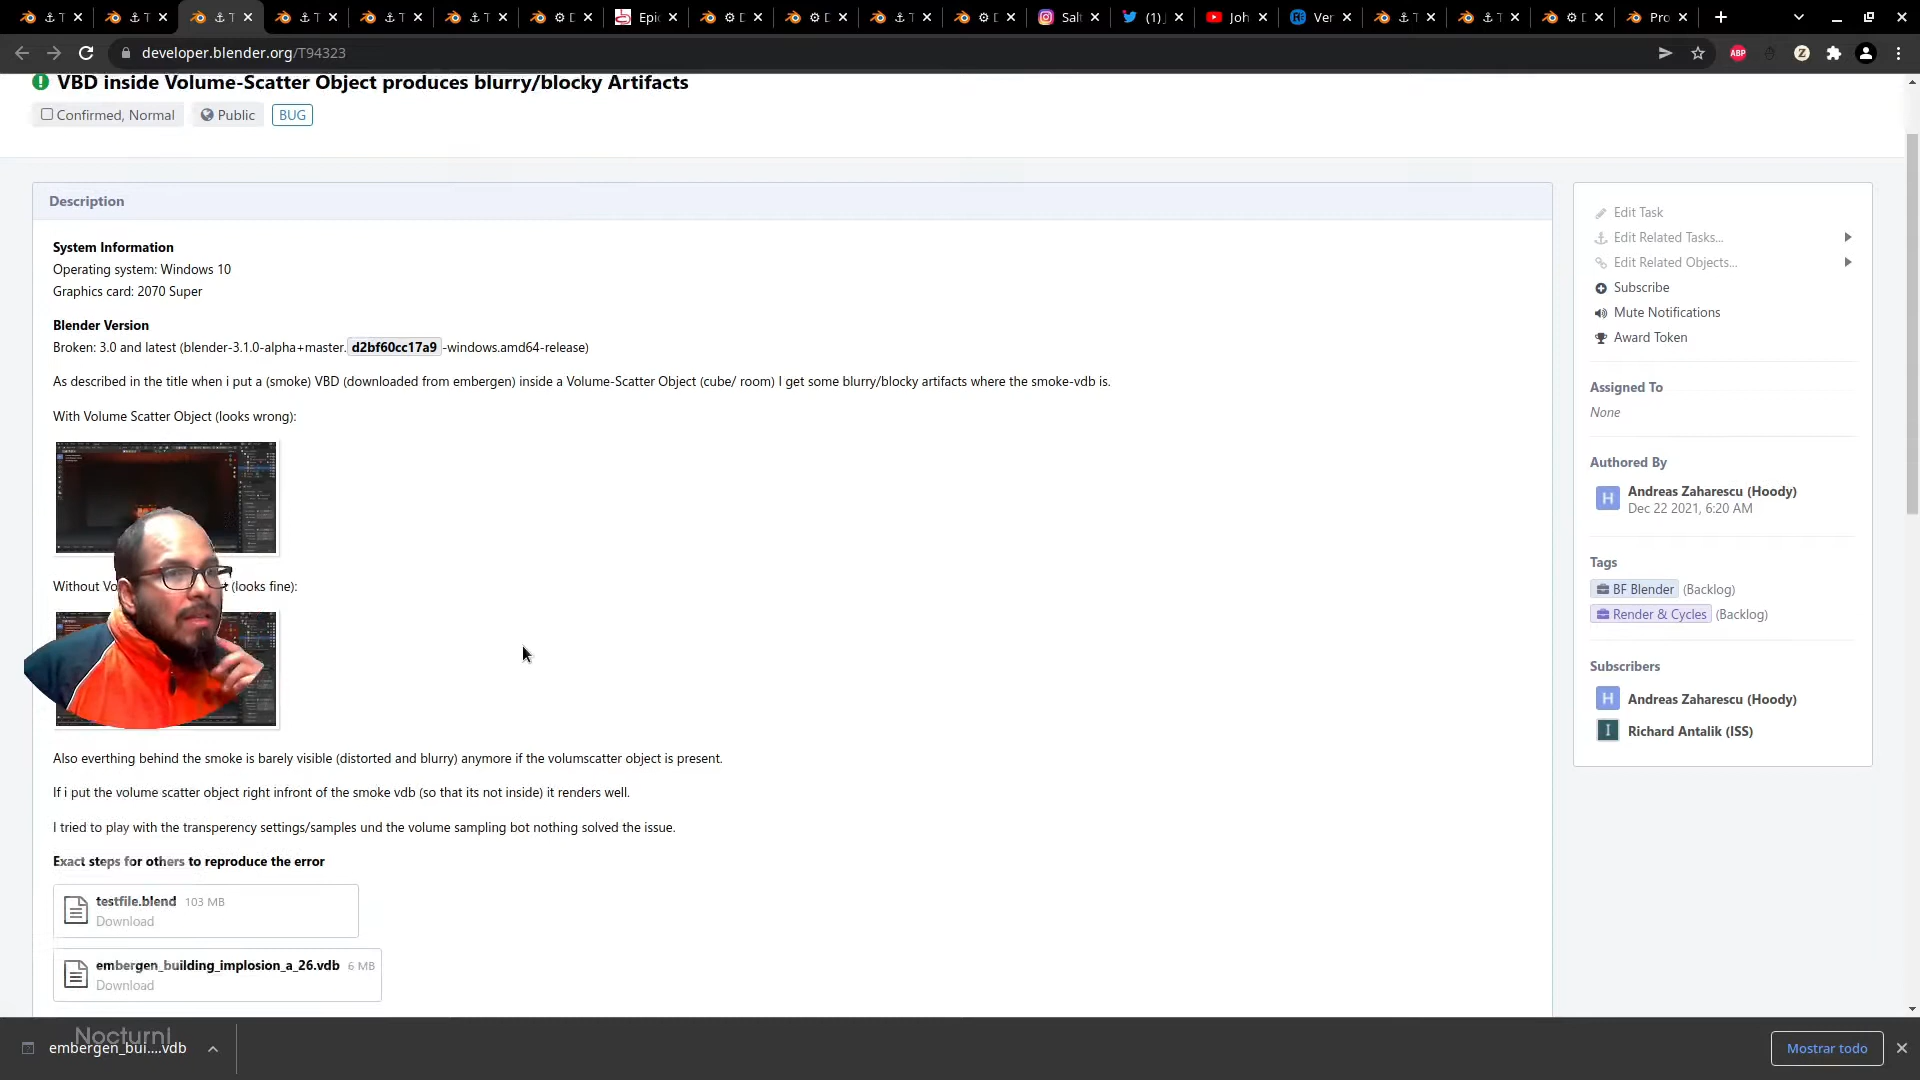 T
T
T
T
T
T
D
Epic
D
D
T
D
Salt
(1)
Joh
Ver
T
T
D
Pro
developer.blender.org/T94323
ABP
Z
VBD inside Volume-Scatter Object produces blurry/blocky Artifacts
Confirmed, Normal
Public
BUG
Description
System Information
Operating system: Windows 10
Graphics card: 2070 Super
Blender Version
Broken: 3.0 and latest (blender-3.1.0-alpha+master.d2bf60cc17a9-windows.amd64-release)
As described in the title when i put a (smoke) VBD (downloaded from embergen) inside a Volume-Scatter Object (cube/ room) I get some blurry/blocky artifacts where the smoke-vdb is.
With Volume Scatter Object (looks wrong):
Without Vo t (looks fine):
Also everthing behind the smoke is barely visible (distorted and blurry) anymore if the volumscatter object is present.
If i put the volume scatter object right infront of the smoke vdb (so that its not inside) it renders well.
I tried to play with the transperency settings/samples und the volume sampling bot nothing solved the issue.
Exact steps for others to reproduce the error
testfile.blend 103 MB
Download
embergen_building_implosion_a_26.vdb 6 MB
Download
Edit Task
Edit Related Tasks...
Edit Related Objects...
Subscribe
Mute Notifications
Award Token
Assigned To
None
Authored By
H
Andreas Zaharescu (Hoody)
Dec 22 2021, 6:20 AM
Tags
BF Blender (Backlog)
Render & Cycles (Backlog)
Subscribers
H
Andreas Zaharescu (Hoody)
I
Richard Antalik (ISS)
embergen_bui....vdb
Mostrar todo